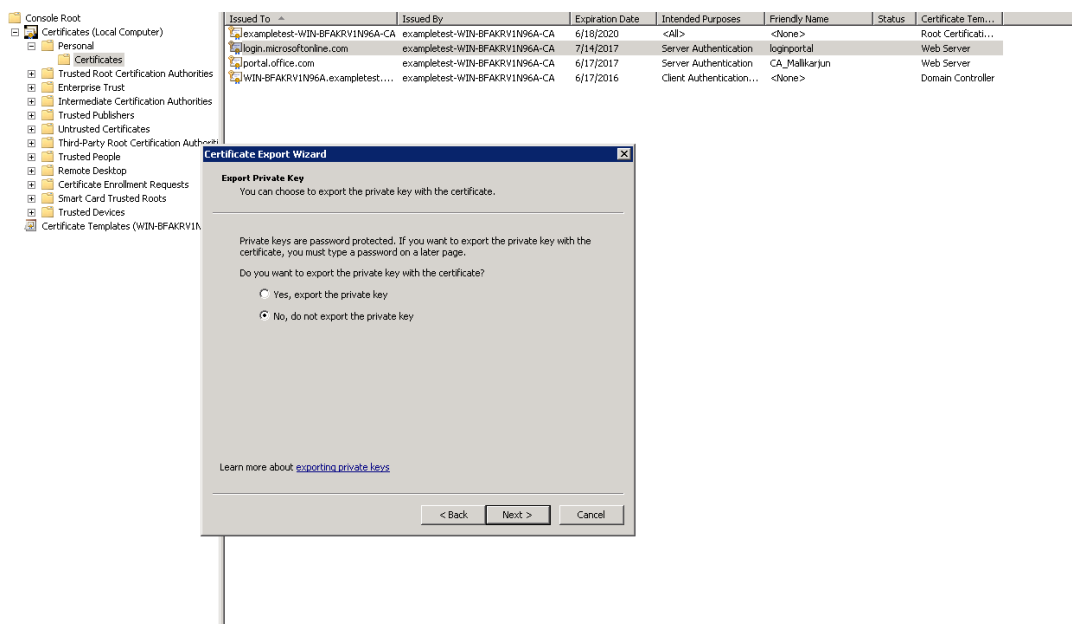 Console Root
Certificates (Local Computer)
Personal
Certificates
Trusted Root Certification Authorities
Enterprise Trust
Intermediate Certification Authorities
Trusted Publishers
Untrusted Certificates
Third-Party Root Certification Authoriti
Trusted People
Remote Desktop
Certificate Enrollment Requests
Smart Card Trusted Roots
Trusted Devices
Certificate Templates (WIN-BFAKRV1N
Issued To Issued By Expiration Date Intended Purposes Friendly Name Status Certificate Tem...
exampletest-WIN-BFAKRV1N96A-CA exampletest-WIN-BFAKRV1N96A-CA 6/18/2020 <All> <None> Root Certificati...
login.microsoftonline.com exampletest-WIN-BFAKRV1N96A-CA 7/14/2017 Server Authentication loginportal Web Server
portal.office.com exampletest-WIN-BFAKRV1N96A-CA 6/17/2017 Server Authentication CA_Mallikarjun Web Server
WIN-BFAKRV1N96A.exampletest.... exampletest-WIN-BFAKRV1N96A-CA 6/17/2016 Client Authentication... <None> Domain Controller
Certificate Export Wizard
Export Private Key
You can choose to export the private key with the certificate.
Private keys are password protected. If you want to export the private key with the
certificate, you must type a password on a later page.
Do you want to export the private key with the certificate?
Yes, export the private key
No, do not export the private key
Learn more about exporting private keys
< Back Next > Cancel